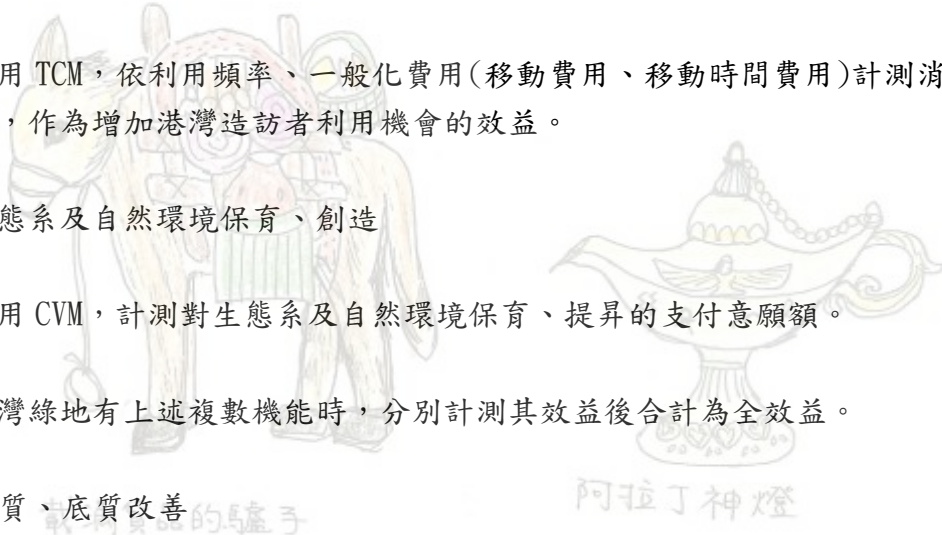 用 TCM，依利用頻率、一般化費用(移動費用、移動時間費用)計測消
，作為增加港灣造訪者利用機會的效益。
態系及自然環境保育、創造
用 CVM，計測對生態系及自然環境保育、提昇的支付意願額。
灣綠地有上述複數機能時，分別計測其效益後合計為全效益。
質、底質改善
的驢子
阿拉丁神燈